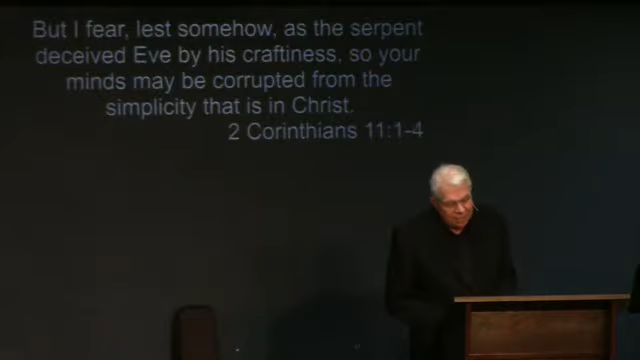 But I fear, lest somehow, as the serpent
deceived Eve by his craftiness, so your
minds may be corrupted from the
simplicity that is in Christ.
2 Corinthians 11:1-4